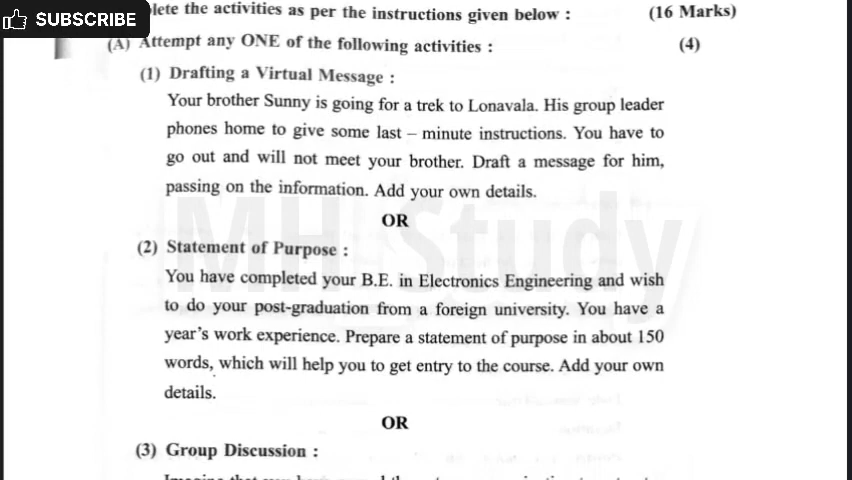 SUBSCRIBE
the activities as per the instructions given below : (16 Marks)
(A) Attempt any ONE of the following activities : (4)
(1) Drafting a Virtual Message :
Your brother Sunny is going for a trek to Lonavala. His group leader
phones home to give some last – minute instructions. You have to
go out and will not meet your brother. Draft a message for him,
passing on the information. Add your own details.
MH Study
OR
(2) Statement of Purpose :
You have completed your B.E. in Electronics Engineering and wish
to do your post-graduation from a foreign university. You have a
year's work experience. Prepare a statement of purpose in about 150
words, which will help you to get entry to the course. Add your own
details.
OR
(3) Group Discussion :